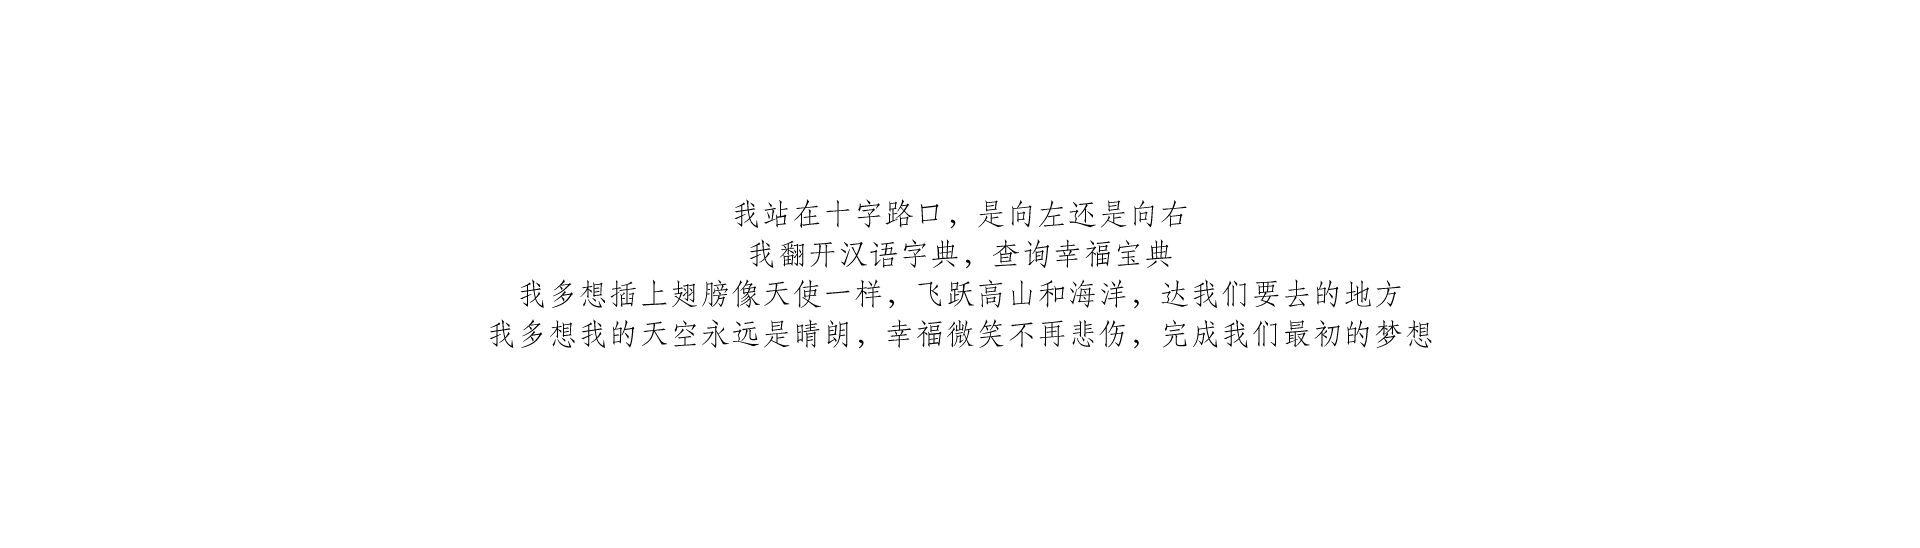 我站在十字路口，是向左还是向右
我翻开汉语字典，查询幸福宝典
我多想插上翅膀像天使一样，飞跃高山和海洋，达我们要去的地方
我多想我的天空永远是晴朗，幸福微笑不再悲伤，完成我们最初的梦想